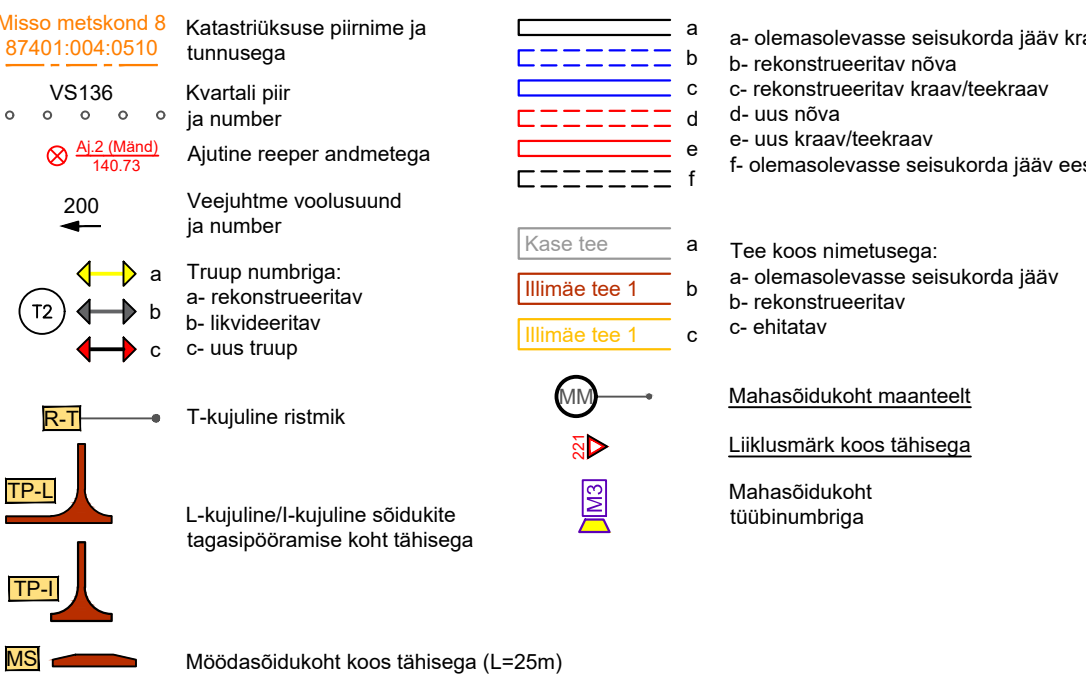 Misso metskond 8
87401:004:0510
Katastriüksuse piirnime ja
tunnusega
VS136
Kvartali piir
ja number
Aj.2 (Mänd)
140.73
Ajutine reeper andmetega
200
Veejuhtme voolusuund
ja number
T2
a
b
c
Truup numbriga:
a- rekonstrueeritav
b- likvideeritav
c- uus truup
R-T
T-kujuline ristmik
TP-L
L-kujuline/I-kujuline sõidukite
tagasipööramise koht tähisega
TP-I
MS
Möödasõidukoht koos tähisega (L=25m)
a
b
c
d
e
f
a- olemasolevasse seisukorda jääv
b- rekonstrueeritav nõva
c- rekonstrueeritav kraav/teekraav
d- uus nõva
e- uus kraav/teekraav
f- olemasolevasse seisukorda jääv
Kase tee
a
Illimäe tee 1
b
Illimäe tee 1
c
Tee koos nimetusega:
a- olemasolevasse seisukorda jääv
b- rekonstrueeritav
c- ehitatav
MM
Mahasõidukoht maanteelt
221
Liiklusmärk koos tähisega
M3
Mahasõidukoht
tüübinumbriga